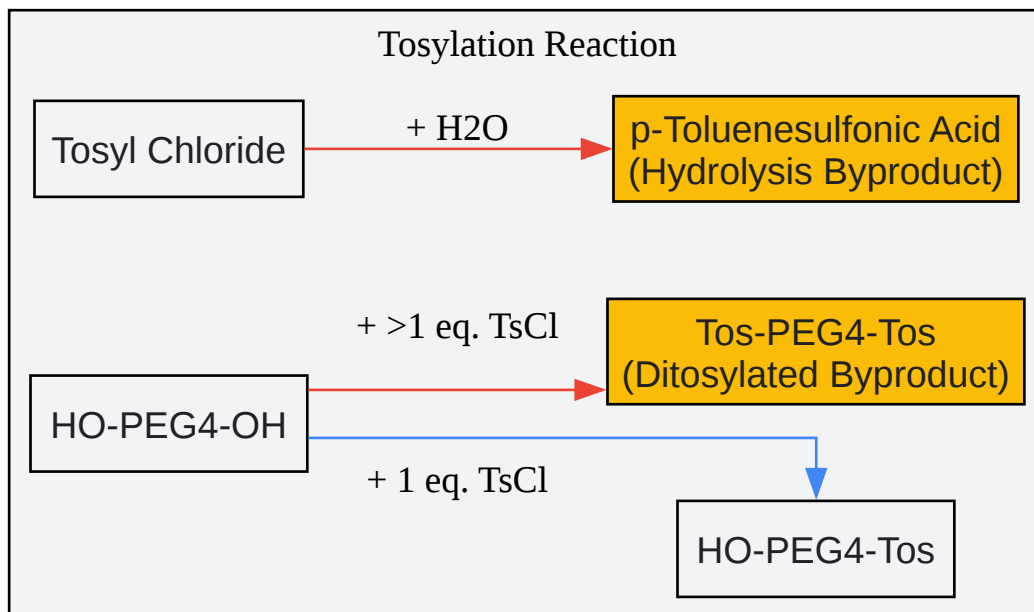 Tosylation Reaction
Tosyl Chloride
+ H2O
p-Toluenesulfonic Acid
(Hydrolysis Byproduct)
+ >1 eq. TsCl
Tos-PEG4-Tos
(Ditosylated Byproduct)
HO-PEG4-OH
+ 1 eq. TsCl
HO-PEG4-Tos